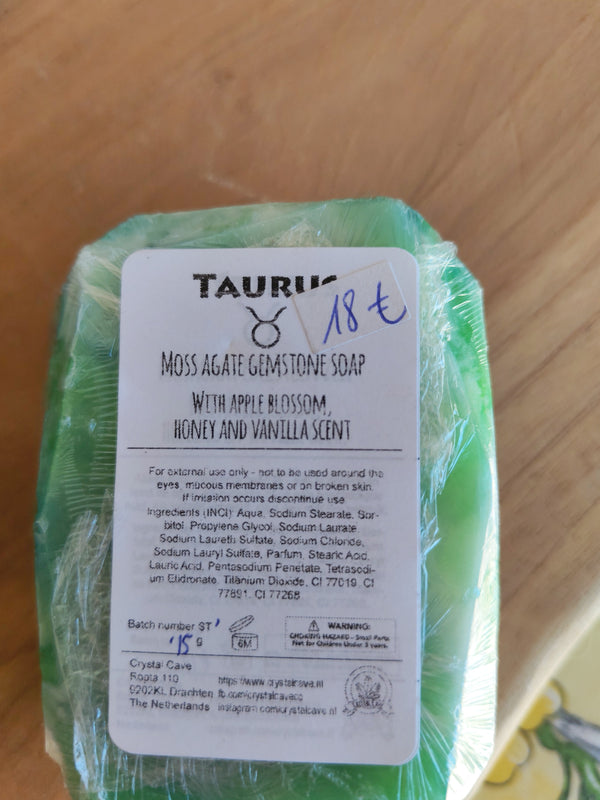 TAURUS
18 €
MOSS AGATE GEMSTONE SOAP
WITH APPLE BLOSSOM,
HONEY AND VANILLA SCENT
For external use only - not to be used around the
eyes, mucous membranes or on broken skin.
If irritation occurs discontinue use
Ingredients (INCI): Aqua, Sodium Stearate, Sor-
bitol, Propylene Glycol, Sodium Laurate,
Sodium Laureth Sulfate, Sodium Chloride,
Sodium Lauryl Sulfate, Parfum, Stearic Acid,
Lauric Acid, Pentasodium Penetate, Tetrasodi-
um Etidronate, Titanium Dioxide, CI 77019, CI
77891, CI 77268
Batch number ST'
'15 g
6M
WARNING:
CHOKING HAZARD - Small Parts
Not for Children Under 3 years.
Crystal Cave
110
9202KL Drachten
The Netherlands
https://www.crystalcave.nl
fb.com/crystalcavecc
instagram.com/crystalcave.nl